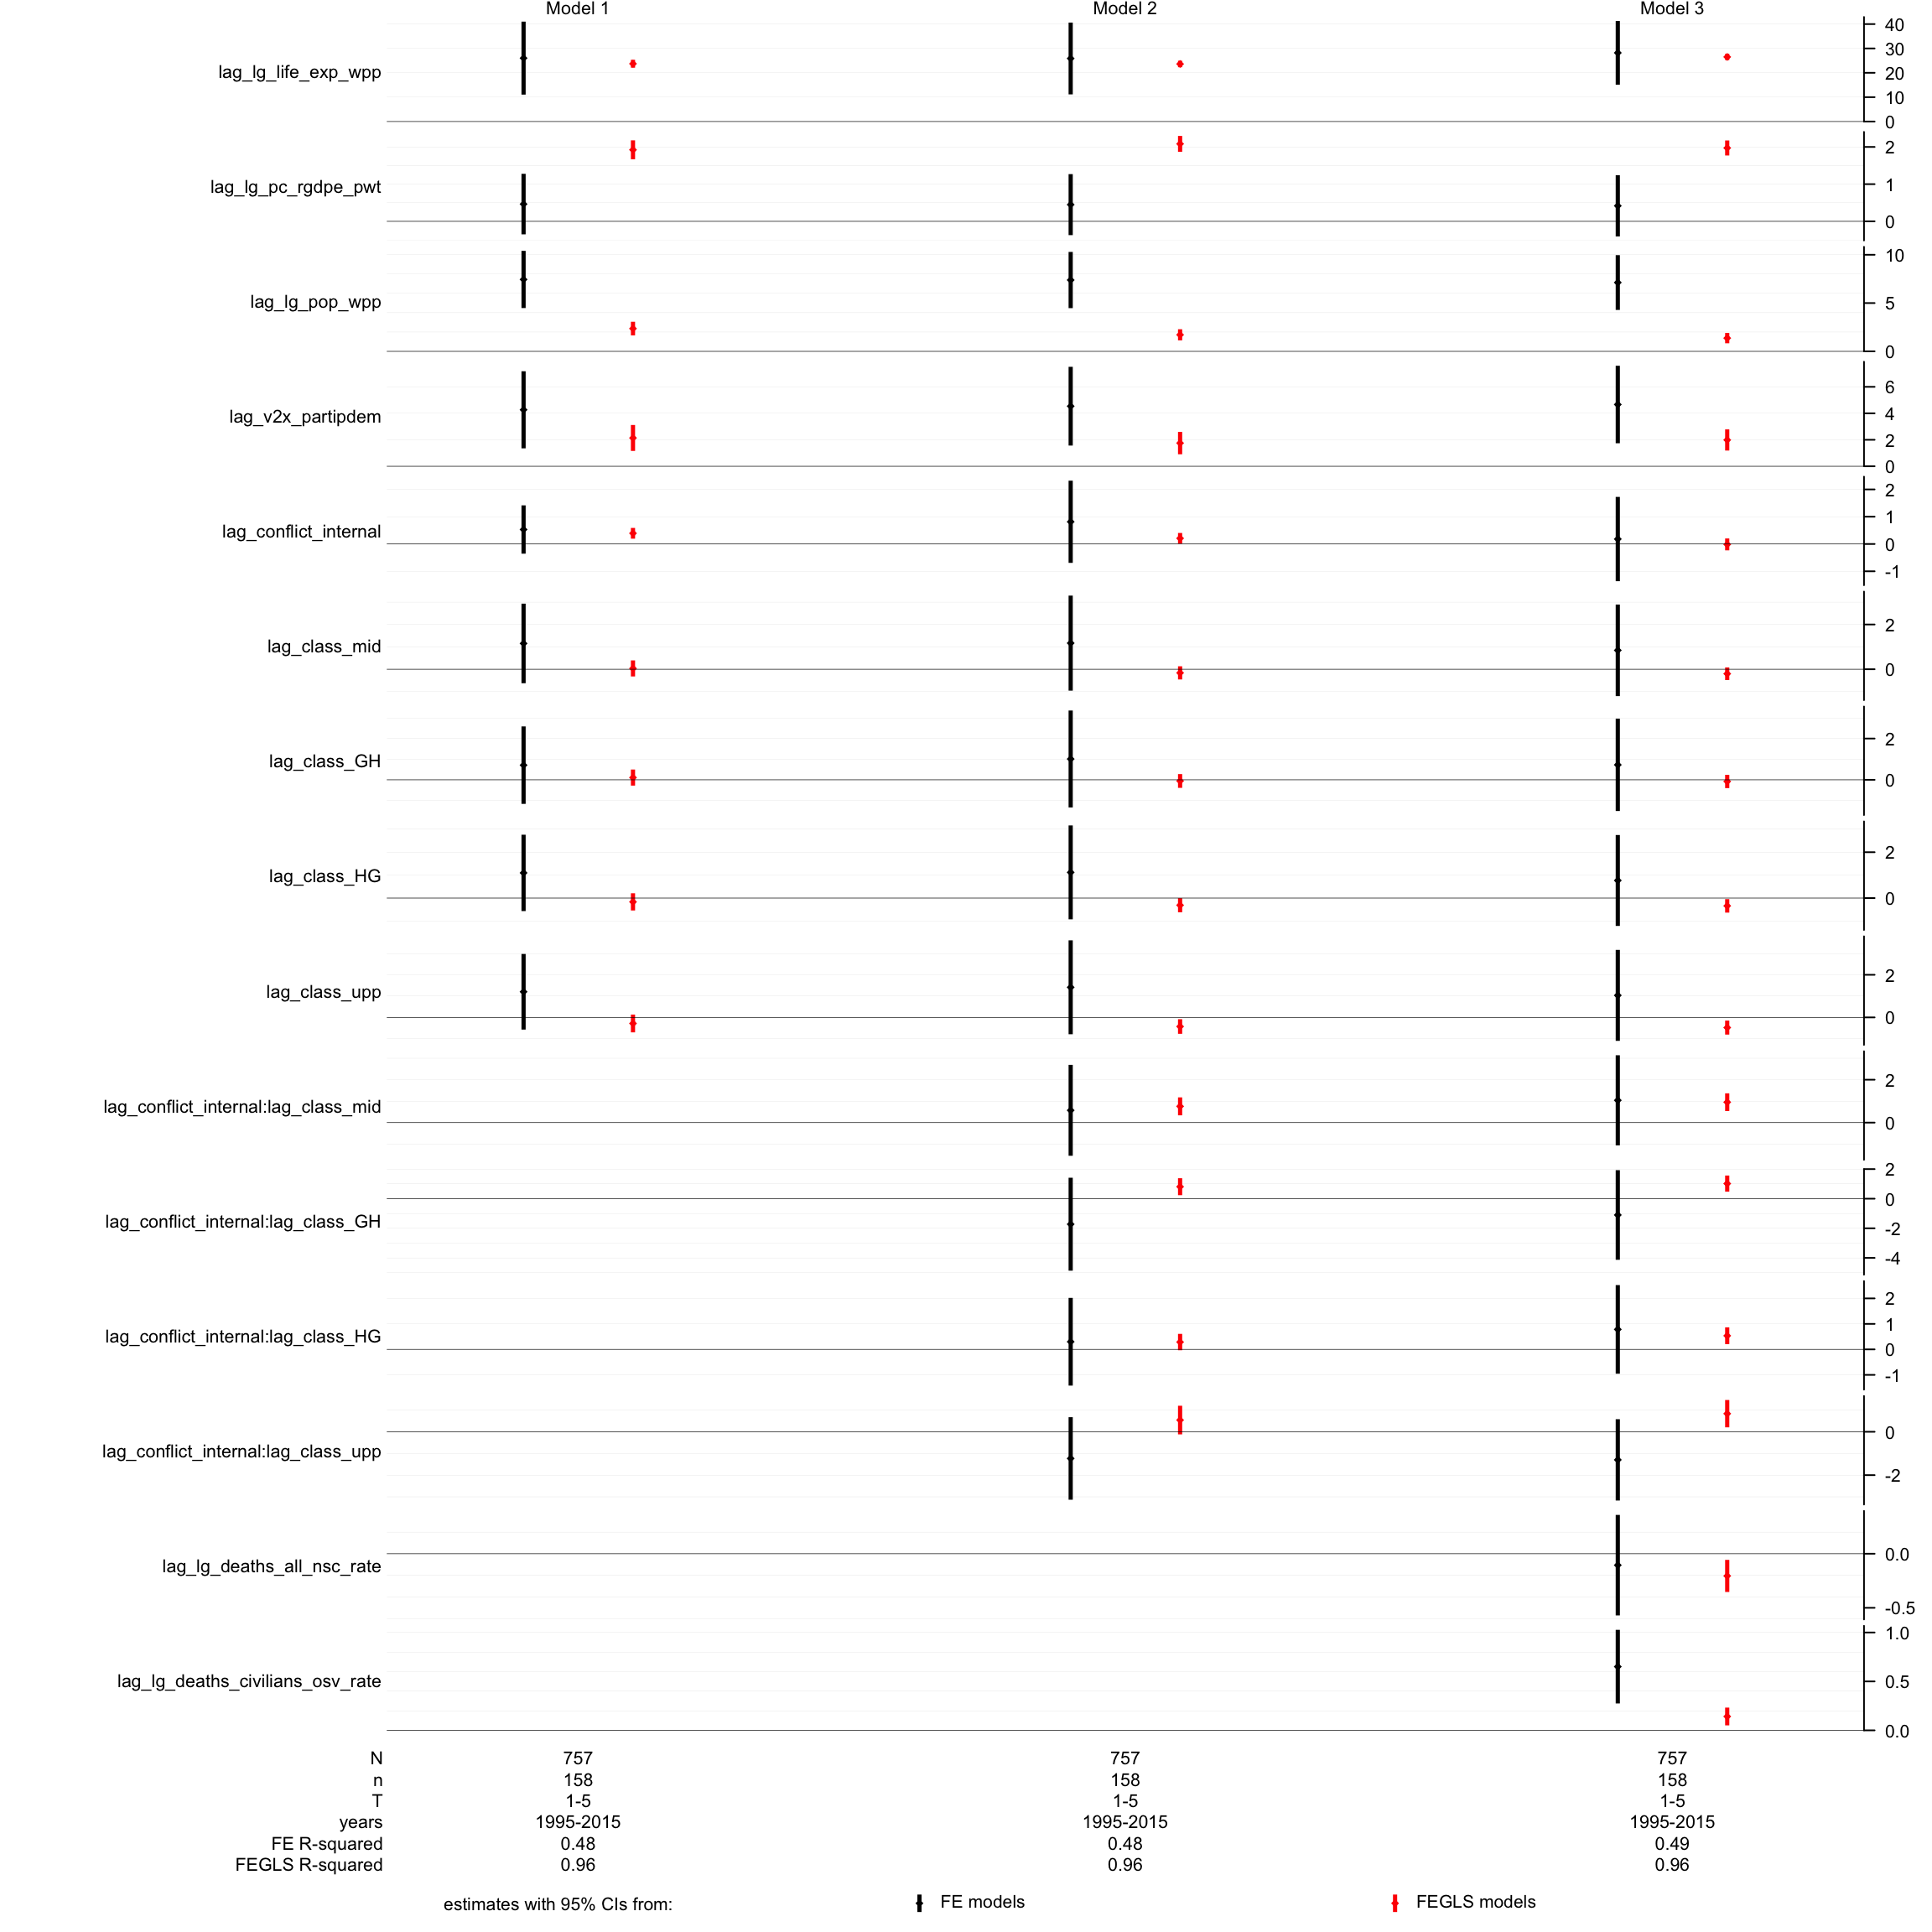 Model 1 Model 2 Model 3
lag_lg_life_exp_wpp 40 30 20 10 0
lag_lg_pc_rgdpe_pwt 2 1 0
lag_lg_pop_wpp 10 5 0
lag_v2x_partipdem 6 4 2 0
lag_conflict_internal 2 1 0 -1
lag_class_mid 2 0
lag_class_GH 2 0
lag_class_HG 2 0
lag_class_upp 2 0
lag_conflict_internal:lag_class_mid 2 0
lag_conflict_internal:lag_class_GH 2 0 -2 -4
lag_conflict_internal:lag_class_HG 2 1 0 -1
lag_conflict_internal:lag_class_upp 0 -2
lag_lg_deaths_all_nsc_rate 0.0 -0.5
lag_lg_deaths_civilians_osv_rate 1.0 0.5 0.0
N 757 757 757
n 158 158 158
T 1-5 1-5 1-5
years 1995-2015 1995-2015 1995-2015
FE R-squared 0.48 0.48 0.49
FEGLS R-squared 0.96 0.96 0.96
estimates with 95% CIs from: FE models FEGLS models